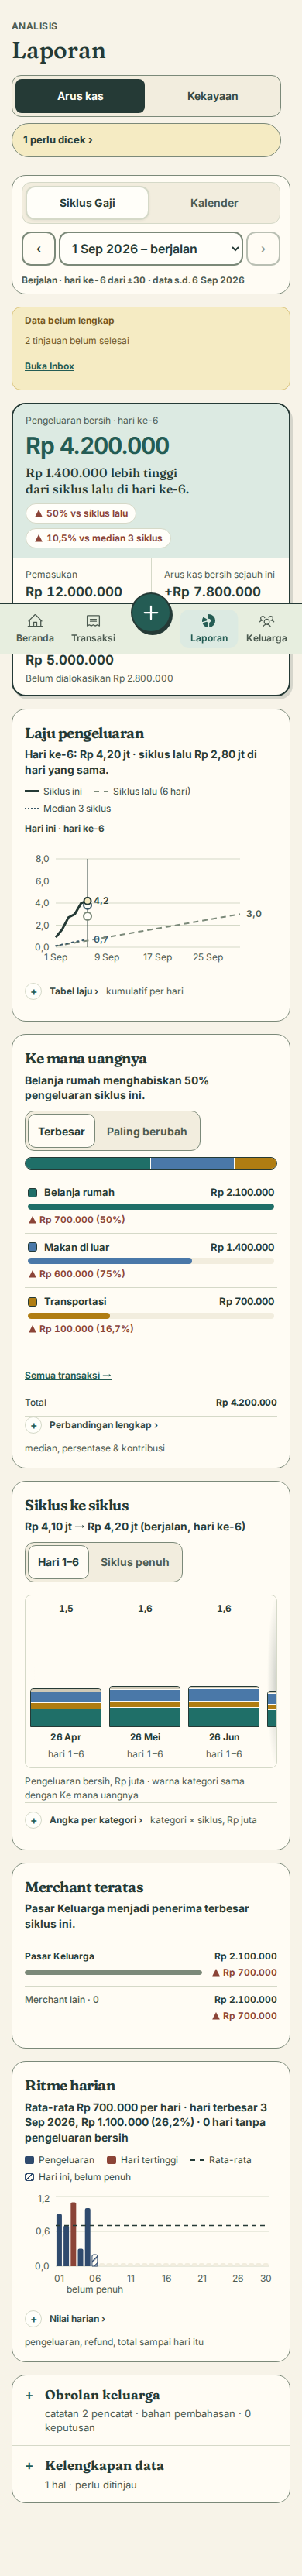 ANALISIS
Laporan
Arus kas
Kekayaan
1 perlu dicek ›
Siklus Gaji
Kalender
‹
1 Sep 2026 – berjalan
›
Berjalan · hari ke-6 dari ±30 · data s.d. 6 Sep 2026
Data belum lengkap
2 tinjauan belum selesai
Buka Inbox
Pengeluaran bersih · hari ke-6
Rp 4.200.000
Rp 1.400.000 lebih tinggi
dari siklus lalu di hari ke-6.
▲ 50% vs siklus lalu
▲ 10,5% vs median 3 siklus
Pemasukan
Rp 12.000.000
Arus kas bersih sejauh ini
+Rp 7.800.000
Beranda
Transaksi
+
Laporan
Keluarga
Rp 5.000.000
Belum dialokasikan Rp 2.800.000
Laju pengeluaran
Hari ke-6: Rp 4,20 jt · siklus lalu Rp 2,80 jt di
hari yang sama.
Siklus ini
Siklus lalu (6 hari)
Median 3 siklus
Hari ini · hari ke-6
8,0
6,0
4,0
2,0
0,0
4,2
0,7
3,0
1 Sep
9 Sep
17 Sep
25 Sep
+ Tabel laju › kumulatif per hari
Ke mana uangnya
Belanja rumah menghabiskan 50%
pengeluaran siklus ini.
Terbesar
Paling berubah
Belanja rumah Rp 2.100.000
▲ Rp 700.000 (50%)
Makan di luar Rp 1.400.000
▲ Rp 600.000 (75%)
Transportasi Rp 700.000
▲ Rp 100.000 (16,7%)
Semua transaksi →
Total Rp 4.200.000
+ Perbandingan lengkap ›
median, persentase & kontribusi
Siklus ke siklus
Rp 4,10 jt → Rp 4,20 jt (berjalan, hari ke-6)
Hari 1–6
Siklus penuh
1,5
1,6
1,6
26 Apr
26 Mei
26 Jun
hari 1–6
hari 1–6
hari 1–6
Pengeluaran bersih, Rp juta · warna kategori sama
dengan Ke mana uangnya
+ Angka per kategori › kategori × siklus, Rp juta
Merchant teratas
Pasar Keluarga menjadi penerima terbesar
siklus ini.
Pasar Keluarga Rp 2.100.000
▲ Rp 700.000
Merchant lain · 0 Rp 2.100.000
▲ Rp 700.000
Ritme harian
Rata-rata Rp 700.000 per hari · hari terbesar 3
Sep 2026, Rp 1.100.000 (26,2%) · 0 hari tanpa
pengeluaran bersih
Pengeluaran
Hari tertinggi
Rata-rata
Hari ini, belum penuh
1,2
0,6
0,0
01
06
11
16
21
26
30
belum penuh
+ Nilai harian ›
pengeluaran, refund, total sampai hari itu
+ Obrolan keluarga
catatan 2 pencatat · bahan pembahasan · 0
keputusan
+ Kelengkapan data
1 hal · perlu ditinjau